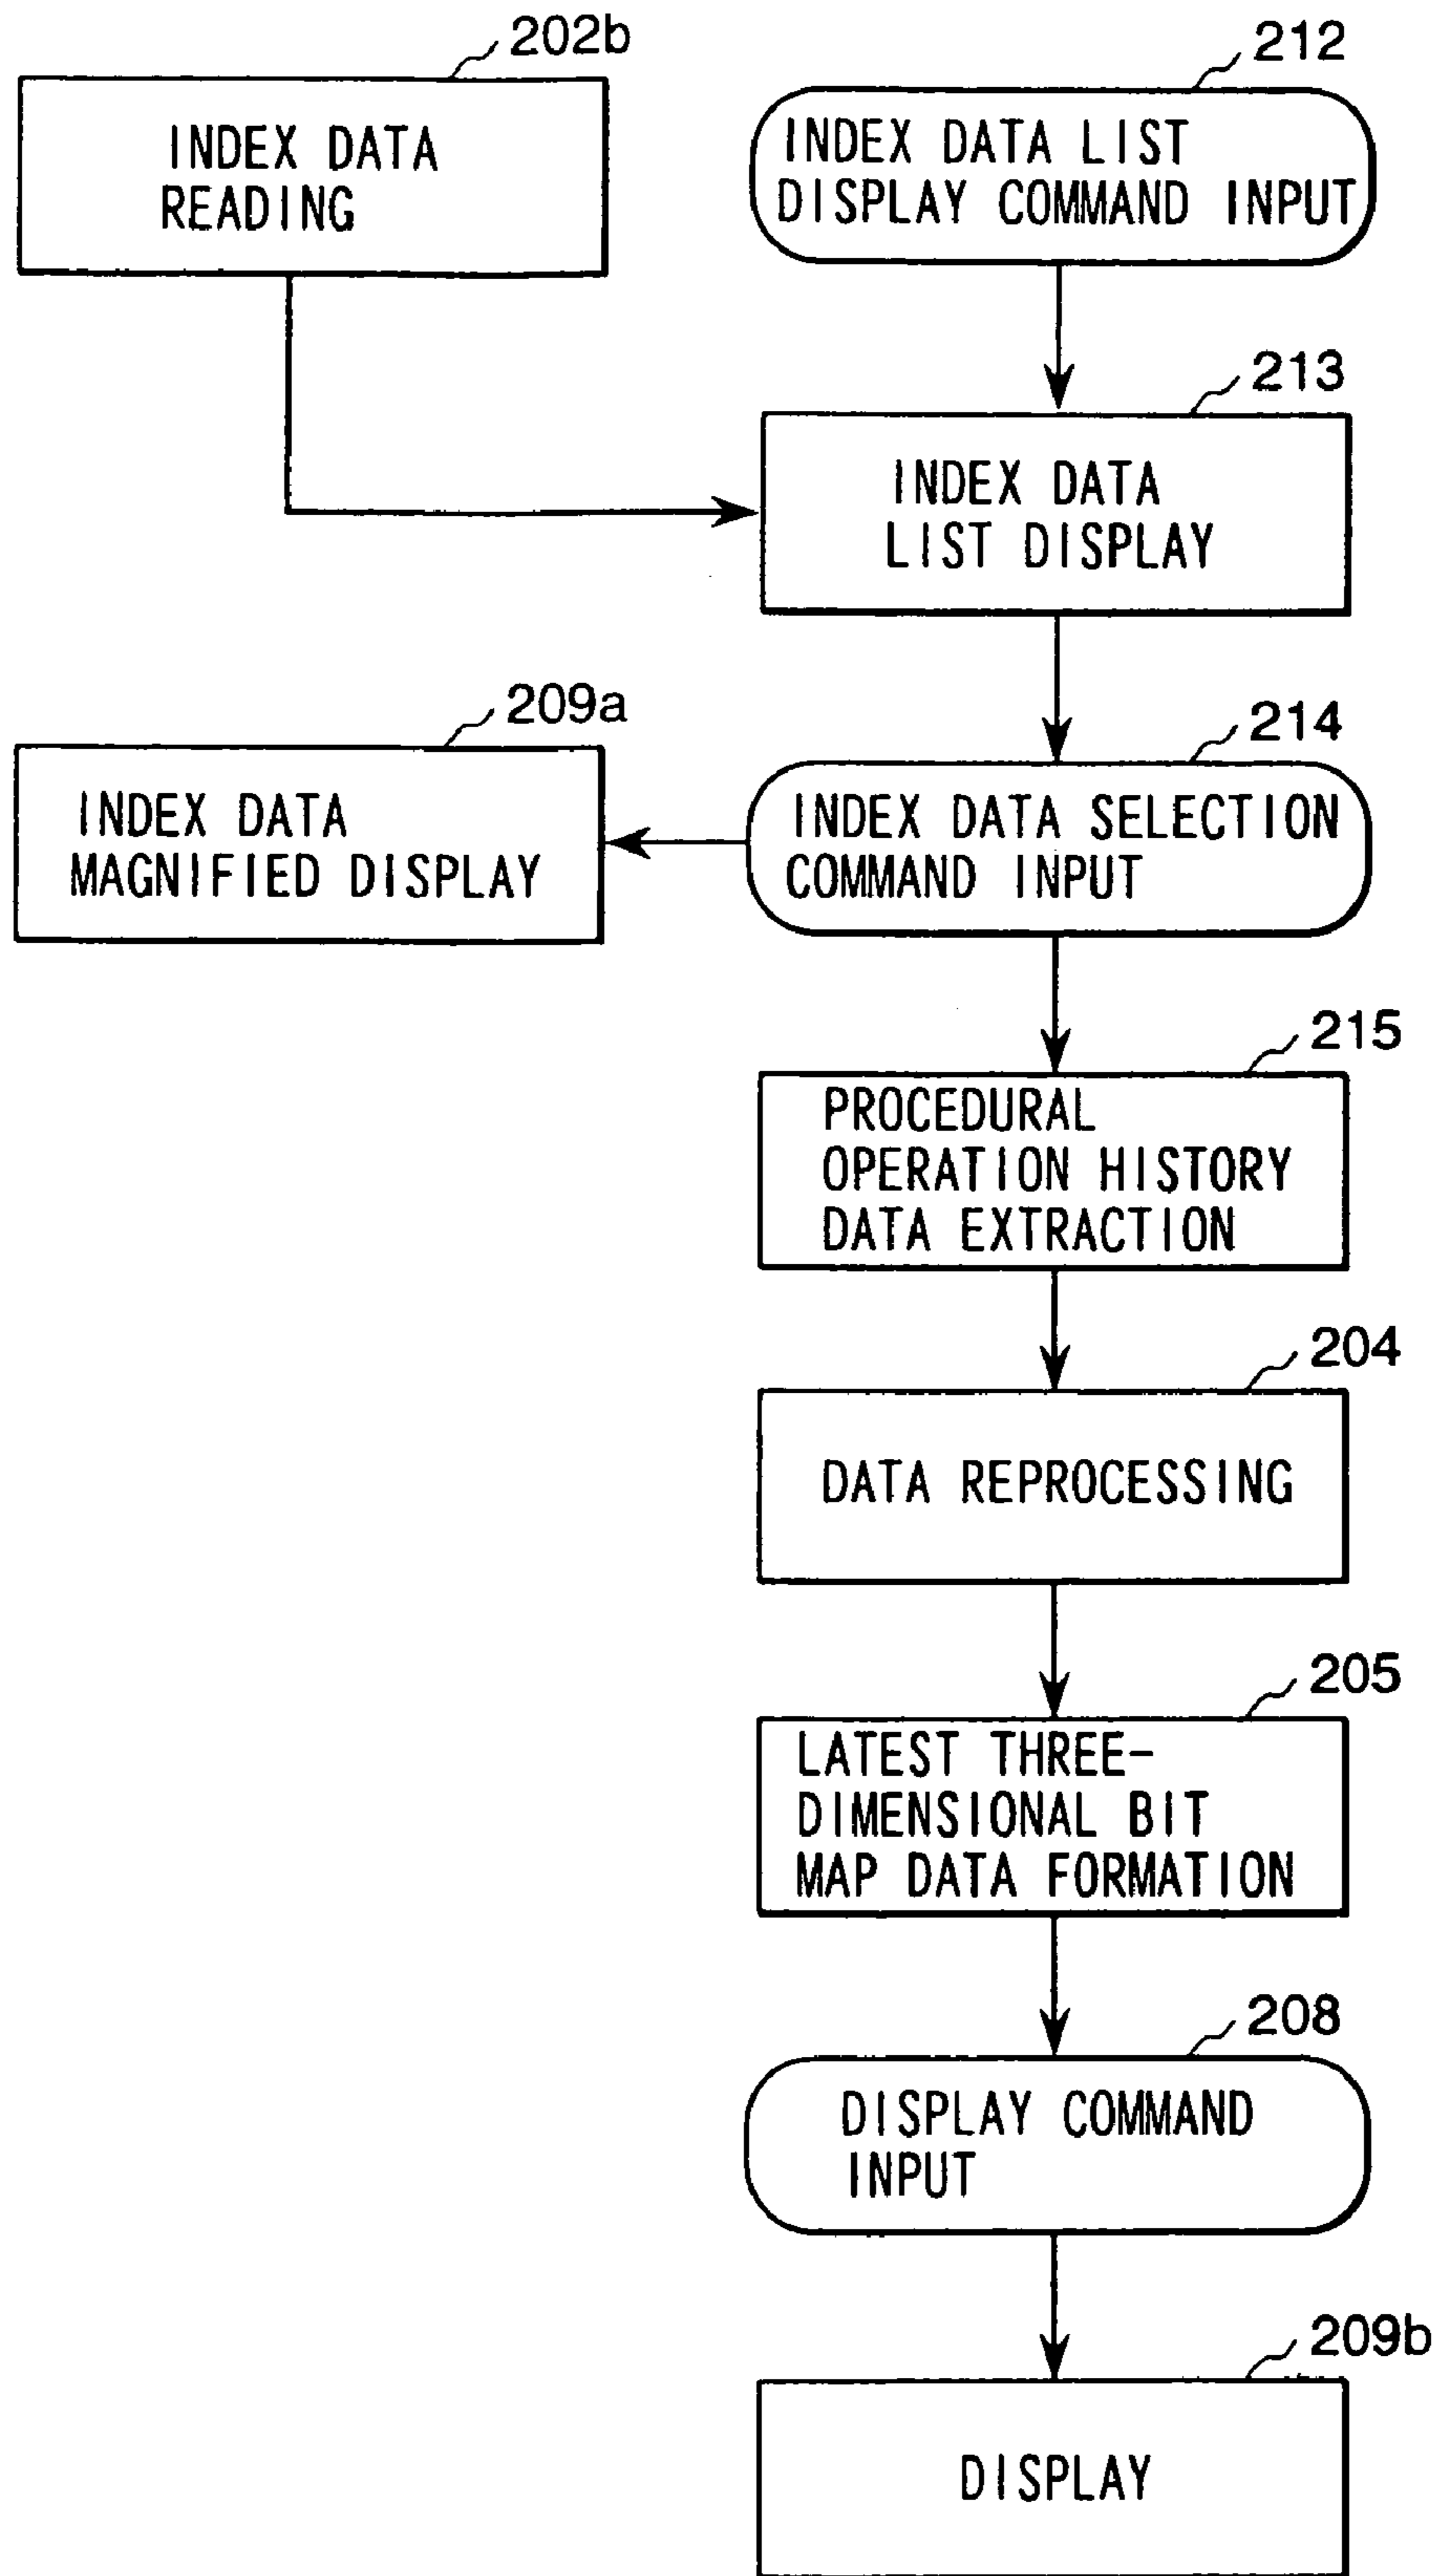 202b
INDEX DATA
READING
212
INDEX DATA LIST
DISPLAY COMMAND INPUT
213
INDEX DATA
LIST DISPLAY
209a
INDEX DATA
MAGNIFIED DISPLAY
214
INDEX DATA SELECTION
COMMAND INPUT
215
PROCEDURAL
OPERATION HISTORY
DATA EXTRACTION
204
DATA REPROCESSING
205
LATEST THREE-
DIMENSIONAL BIT
MAP DATA FORMATION
208
DISPLAY COMMAND
INPUT
209b
DISPLAY